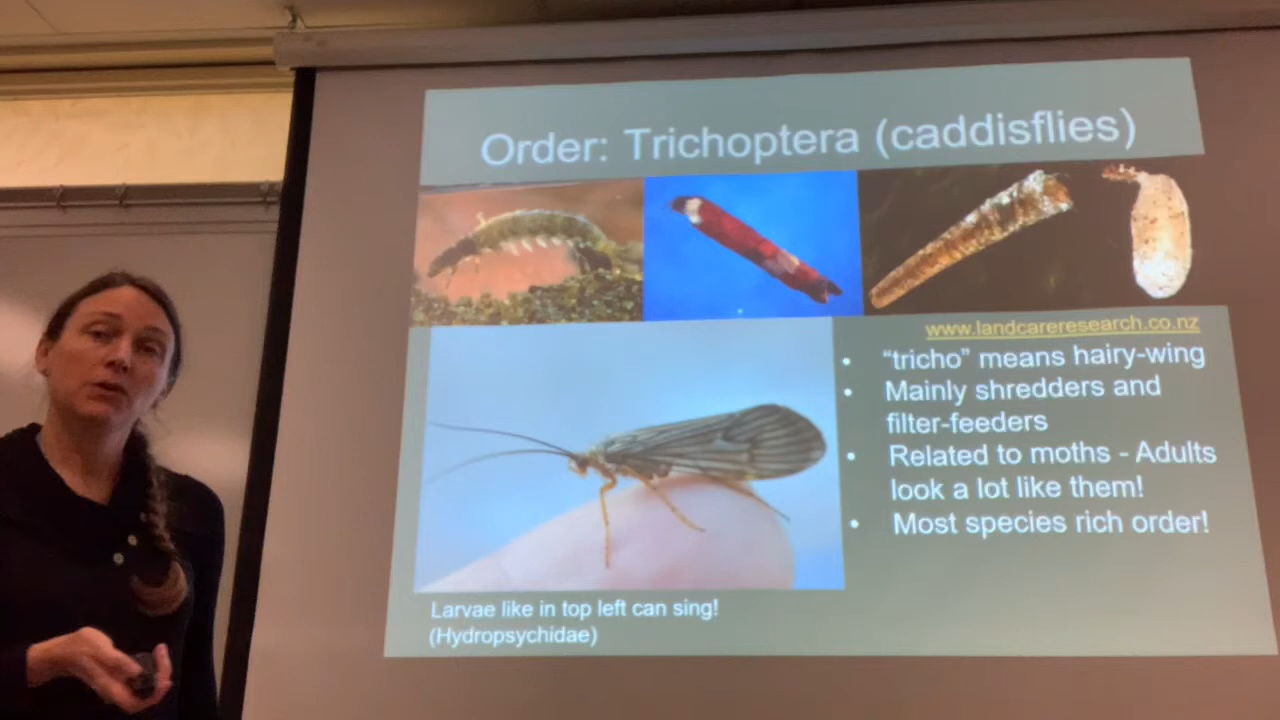 Order: Trichoptera (caddisflies)
www.landcareresearch.co.nz
• “tricho” means hairy-wing
• Mainly shredders and
filter-feeders
• Related to moths - Adults
look a lot like them!
• Most species rich order!
Larvae like in top left can sing!
(Hydropsychidae)